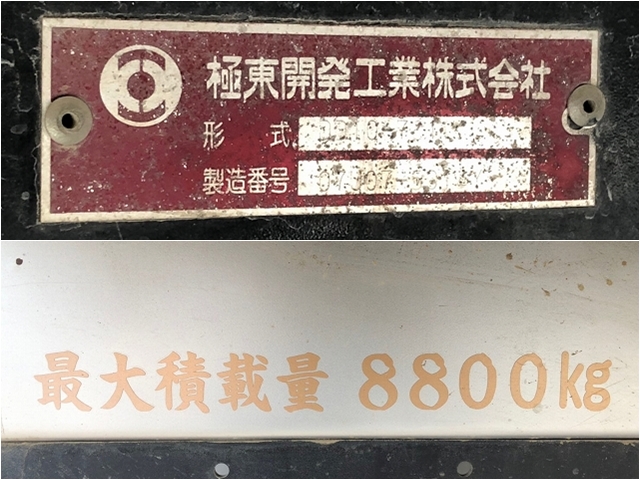 極東開発工業株式会社
形式
製造番号
最大積載量 8800kg